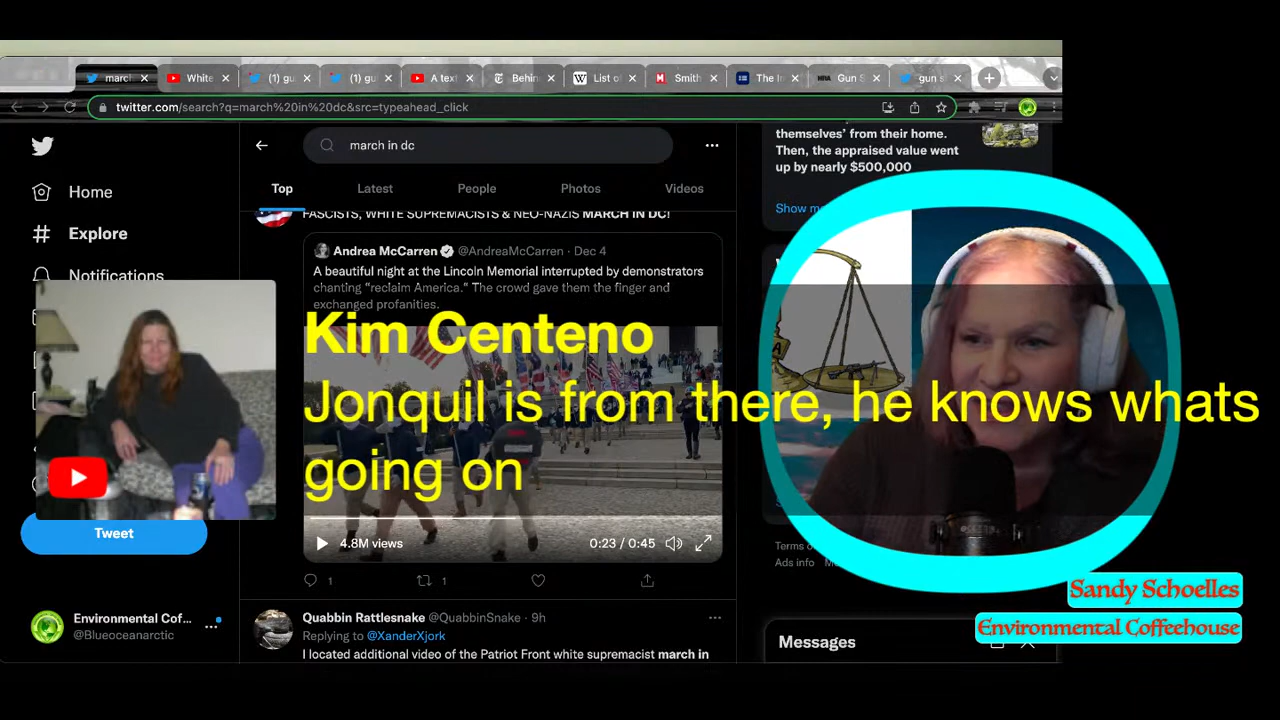 marcl
White
(1) gu
(1) gu
A text
Behin
List of
Smith
The In
Gun S
gun s
twitter.com/search?q=march%20in%20dc&src=typeahead_click
march in dc
Home
Explore
Notifications
Tweet
Environmental Cof...
@Blueoceanarctic
Top
Latest
People
Photos
Videos
FASCISTS, WHITE SUPREMACISTS & NEO-NAZIS MARCH IN DC!
Andrea McCarren @AndreaMcCarren · Dec 4
A beautiful night at the Lincoln Memorial interrupted by demonstrators
chanting “reclaim America.” The crowd gave them the finger and
exchanged profanities.
Kim Centeno
Jonquil is from there, he knows whats
going on
4.8M views
0:23 / 0:45
1
1
Quabbin Rattlesnake @QuabbinSnake · 9h
Replying to @XanderXjork
I located additional video of the Patriot Front white supremacist march in
themselves’ from their home.
Then, the appraised value went
up by nearly $500,000
Show
Terms
Ads info
Sandy Schoelles
Environmental Coffeehouse
Messages